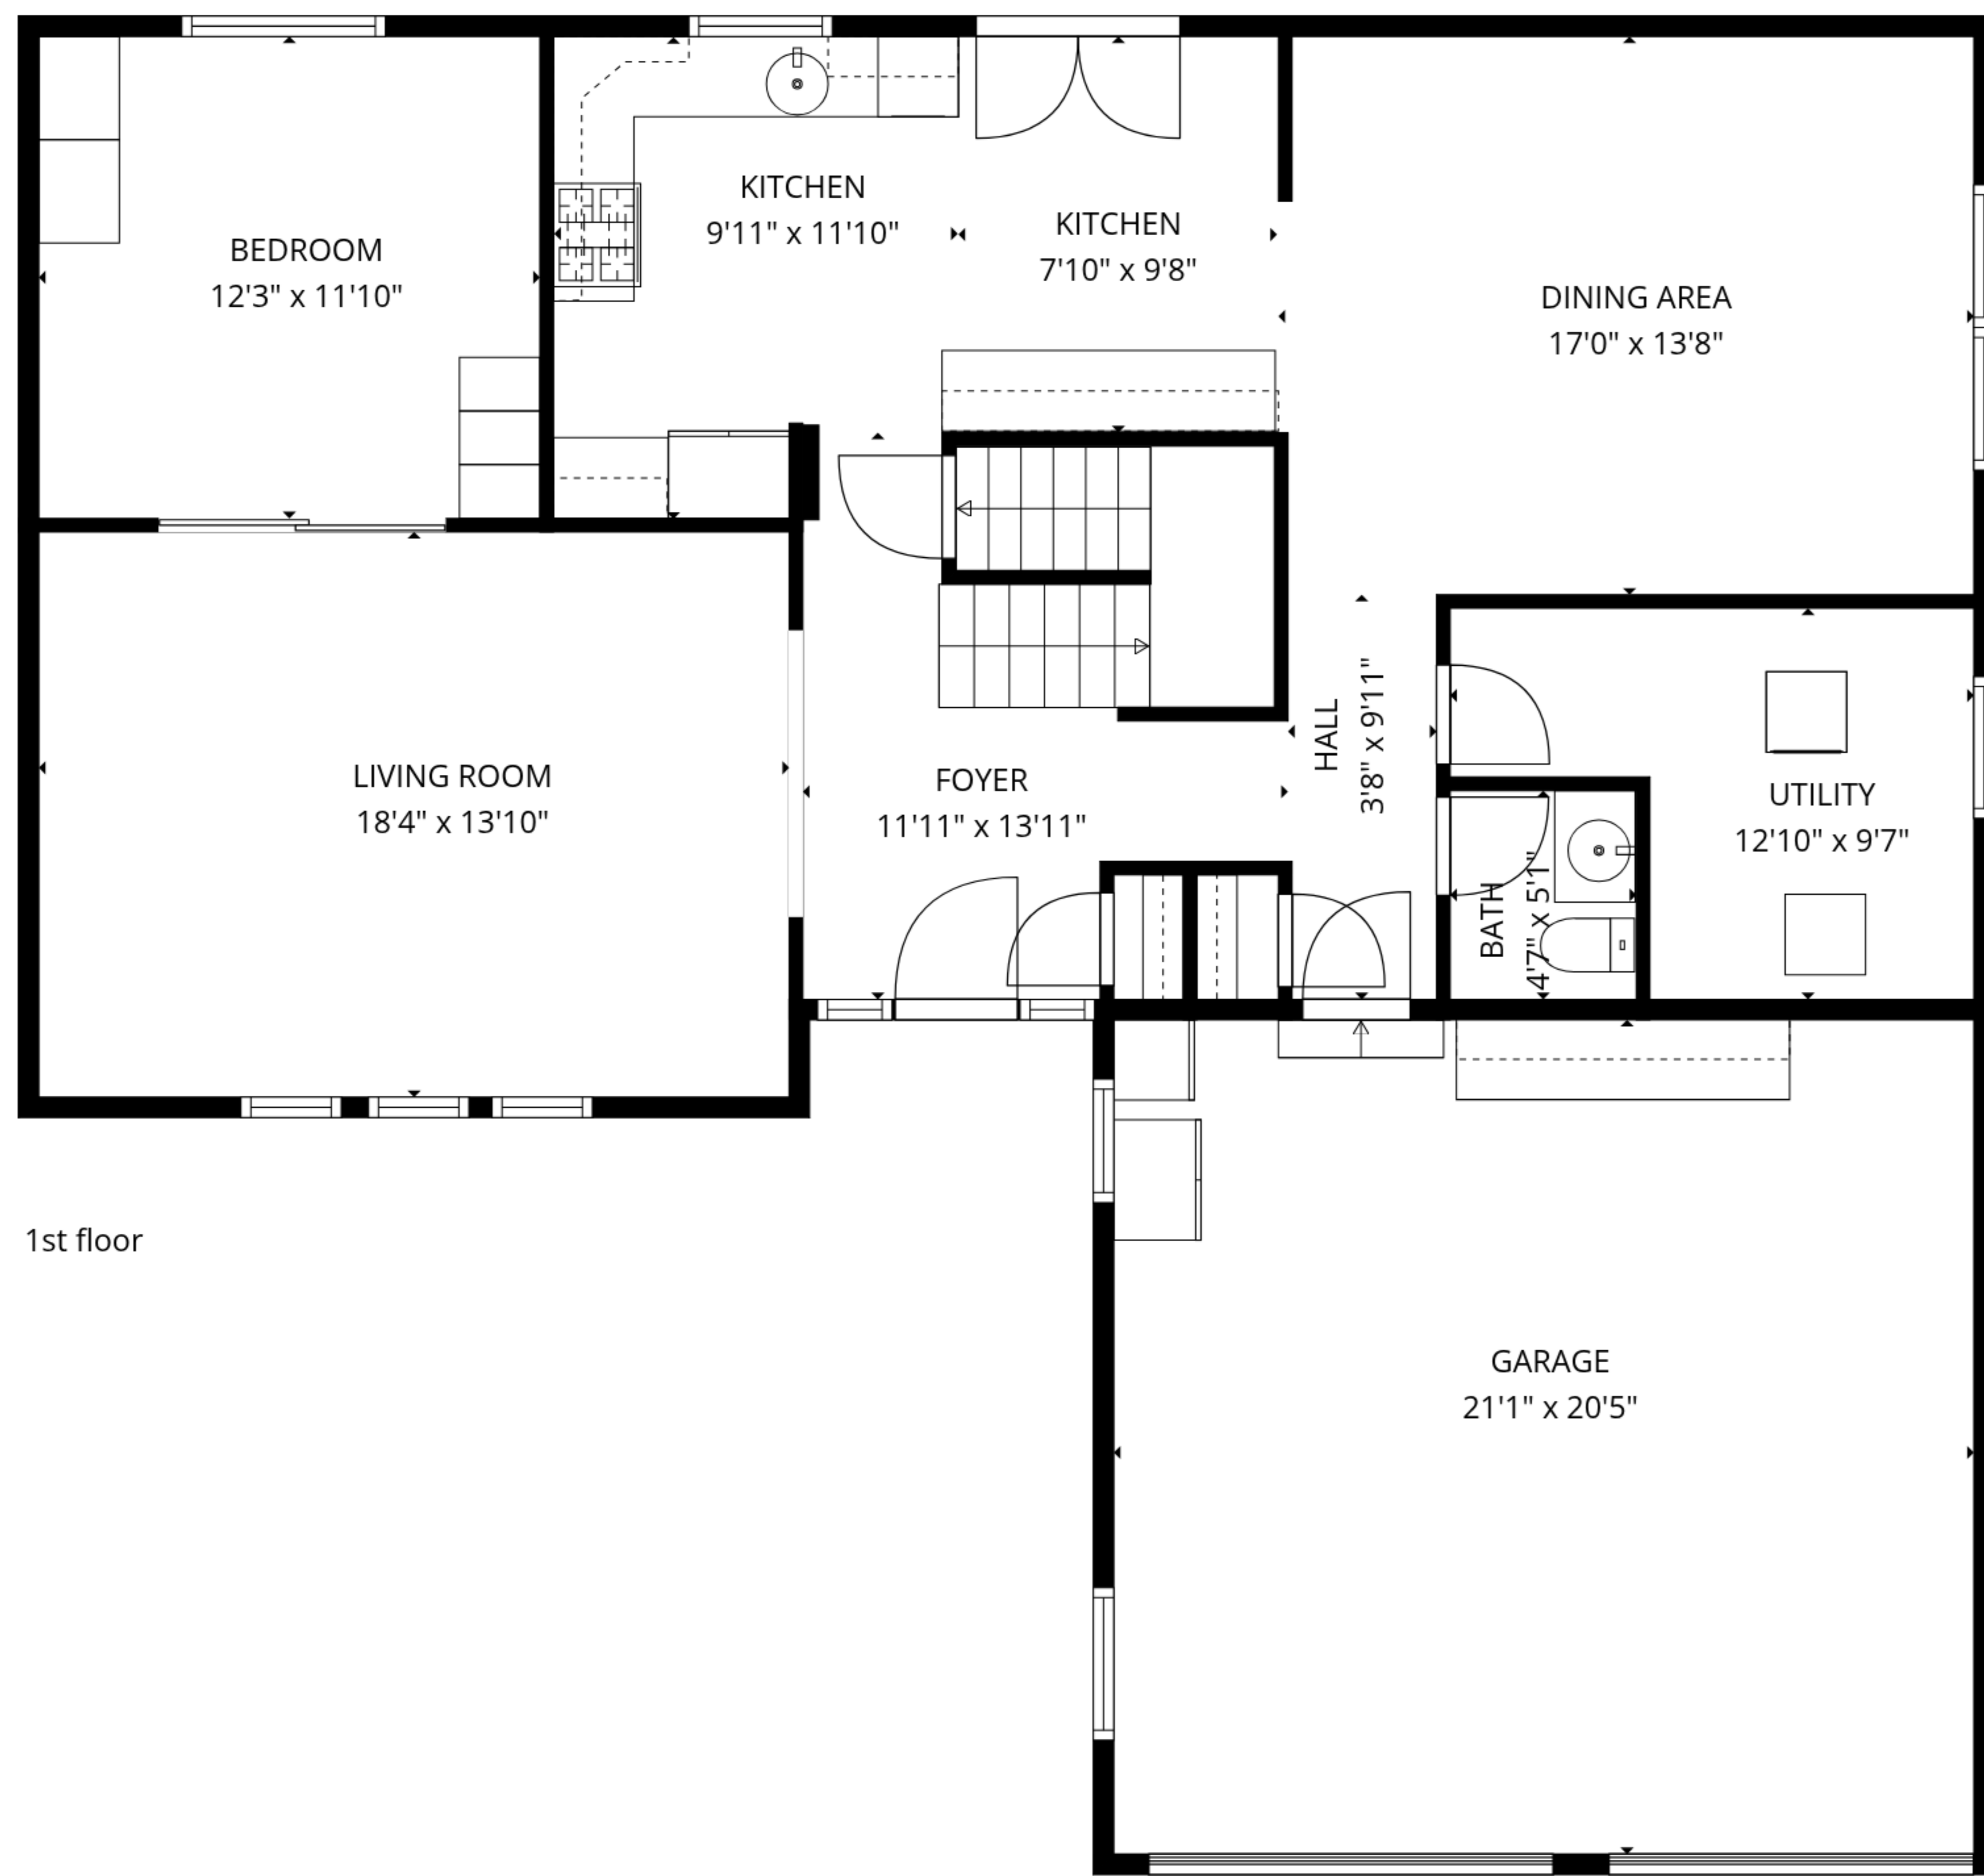 BEDROOM
12'3" x 11'10"
KITCHEN
9'11" x 11'10"
KITCHEN
7'10" x 9'8"
DINING AREA
17'0" x 13'8"
LIVING ROOM
18'4" x 13'10"
FOYER
11'11" x 13'11"
HALL
3'8" x 9'11"
UTILITY
12'10" x 9'7"
BATH
4'7" x 5'1"
1st floor
GARAGE
21'1" x 20'5"